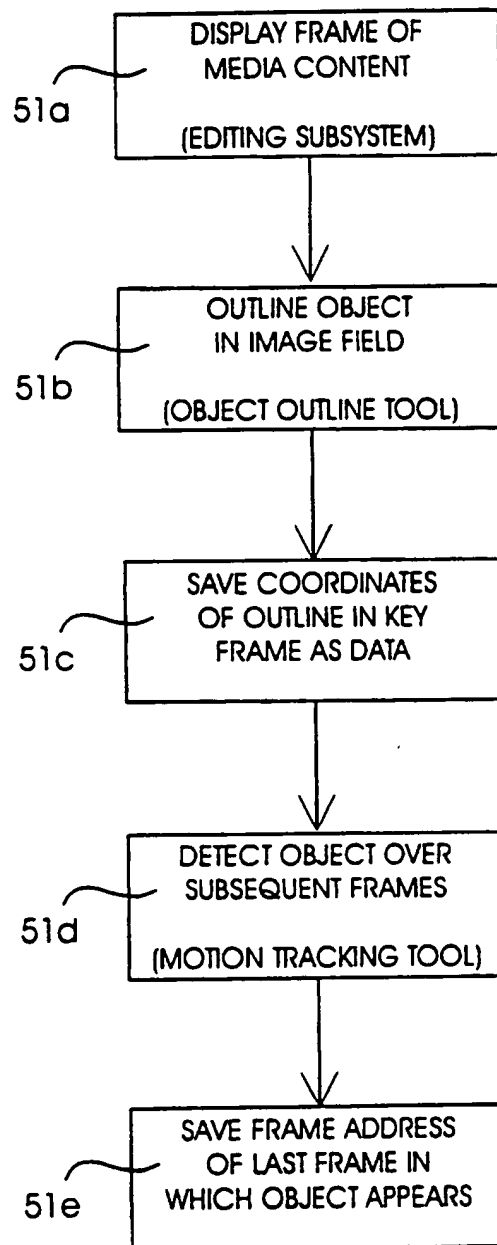 DISPLAY FRAME OF
MEDIA CONTENT
(EDITING SUBSYSTEM)
51a
OUTLINE OBJECT
IN IMAGE FIELD
(OBJECT OUTLINE TOOL)
51b
SAVE COORDINATES
OF OUTLINE IN KEY
FRAME AS DATA
51c
DETECT OBJECT OVER
SUBSEQUENT FRAMES
(MOTION TRACKING TOOL)
51d
SAVE FRAME ADDRESS
OF LAST FRAME IN
WHICH OBJECT APPEARS
51e